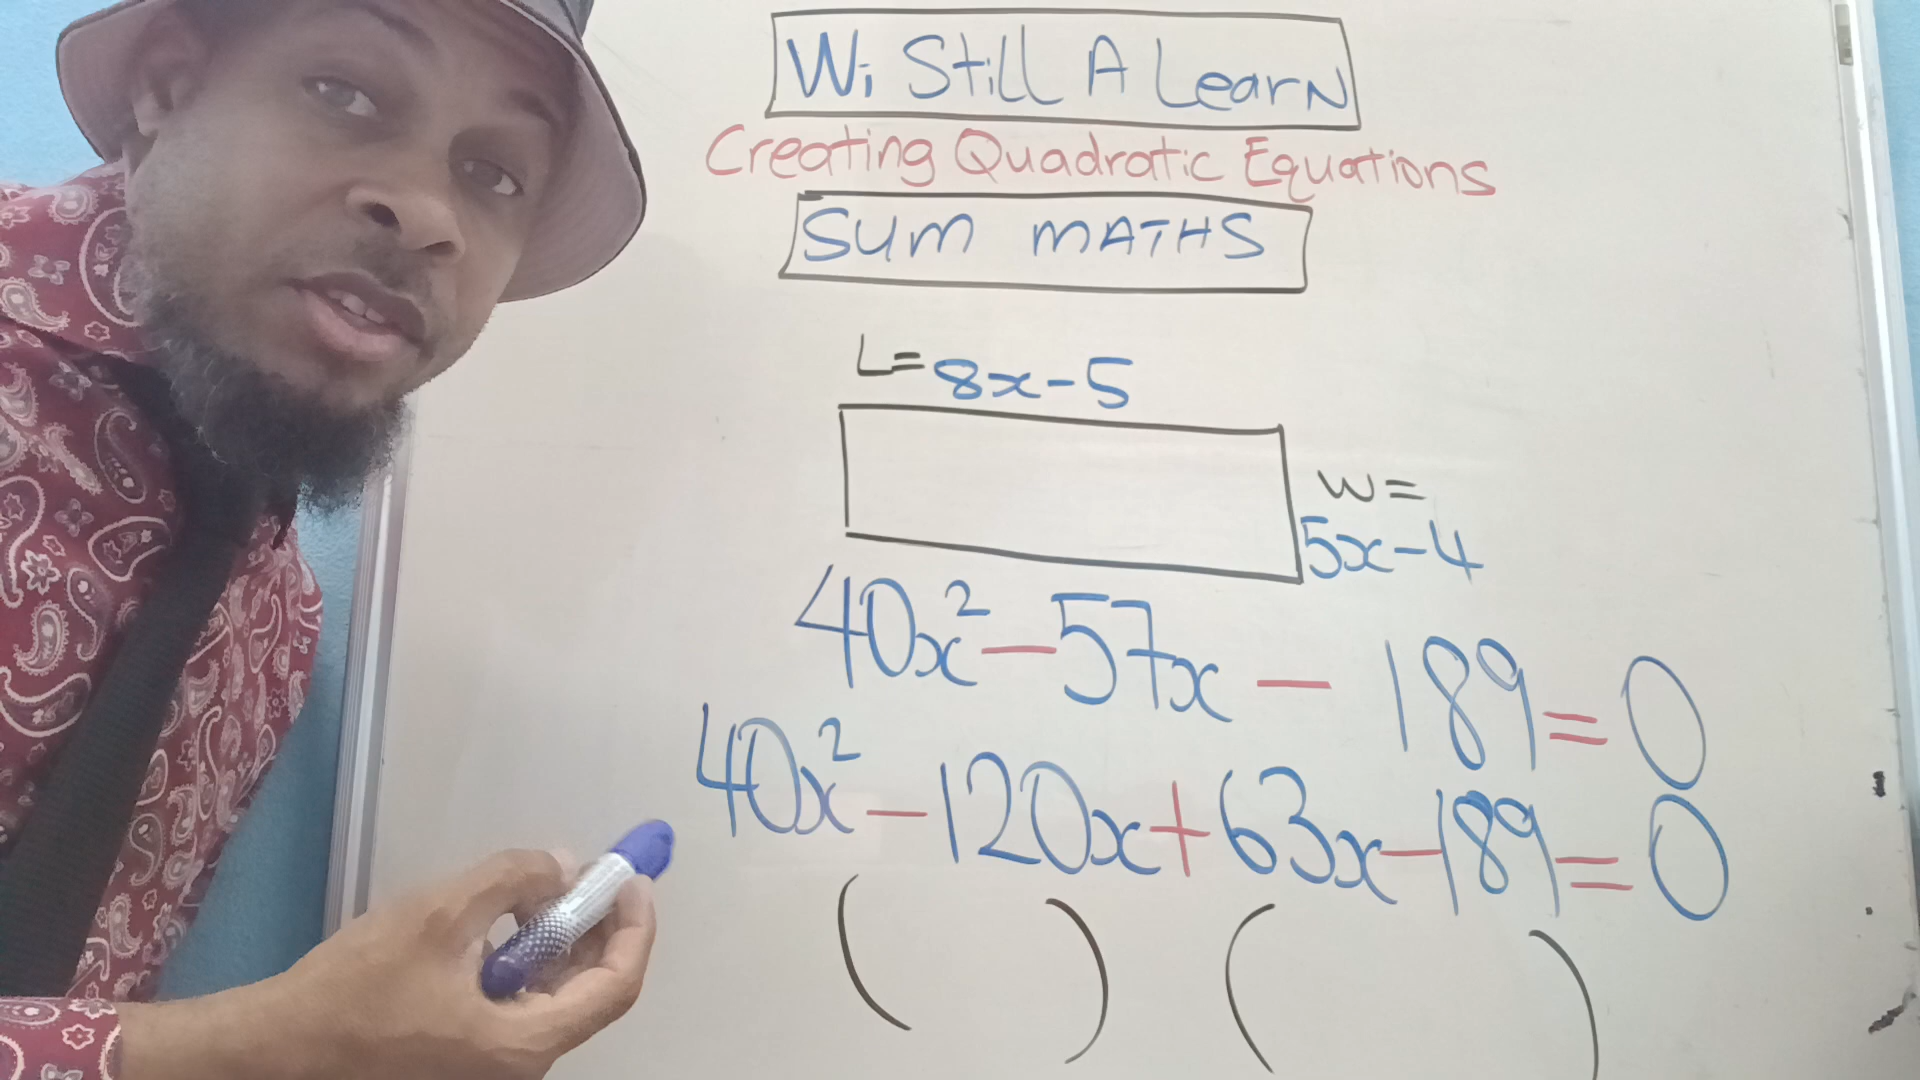 Wi Still A Learn
Creating Quadratic Equations
SUM MATHS
L= 8x-5
W=
5x-4
40x² - 57x - 189 = 0
40x² - 120x + 63x - 189 = 0
( ) ( )